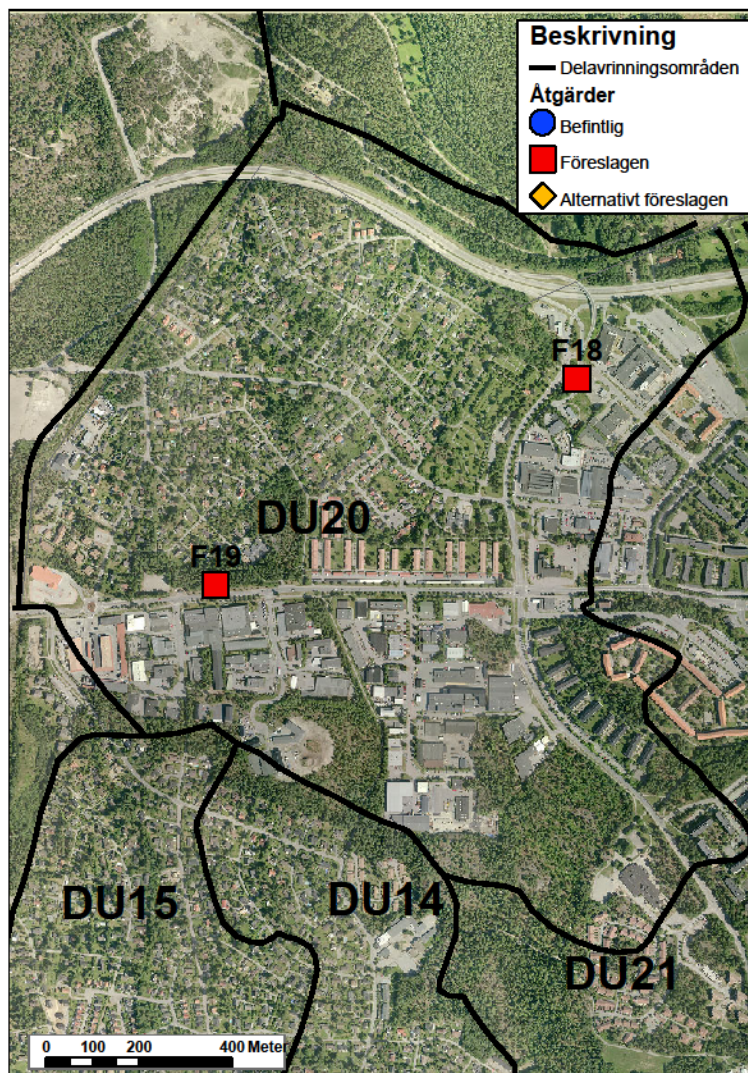 Beskrivning
Delavrinningsområden
Åtgärder
Befintlig
Föreslagen
Alternativt föreslagen
F18
DU20
F19
DU15
DU14
DU21
0 100 200 400 Meter